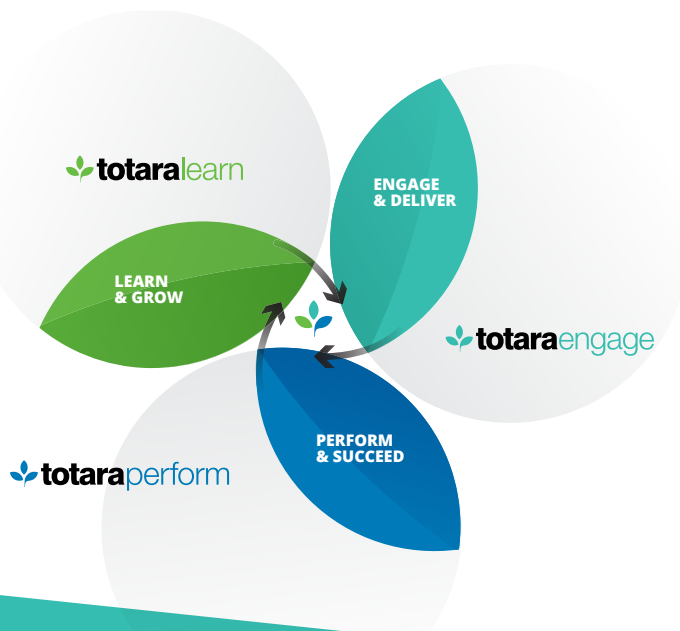 totaralearn
ENGAGE
& DELIVER
LEARN
& GROW
totaraengage
PERFORM
& SUCCEED
totaraperform